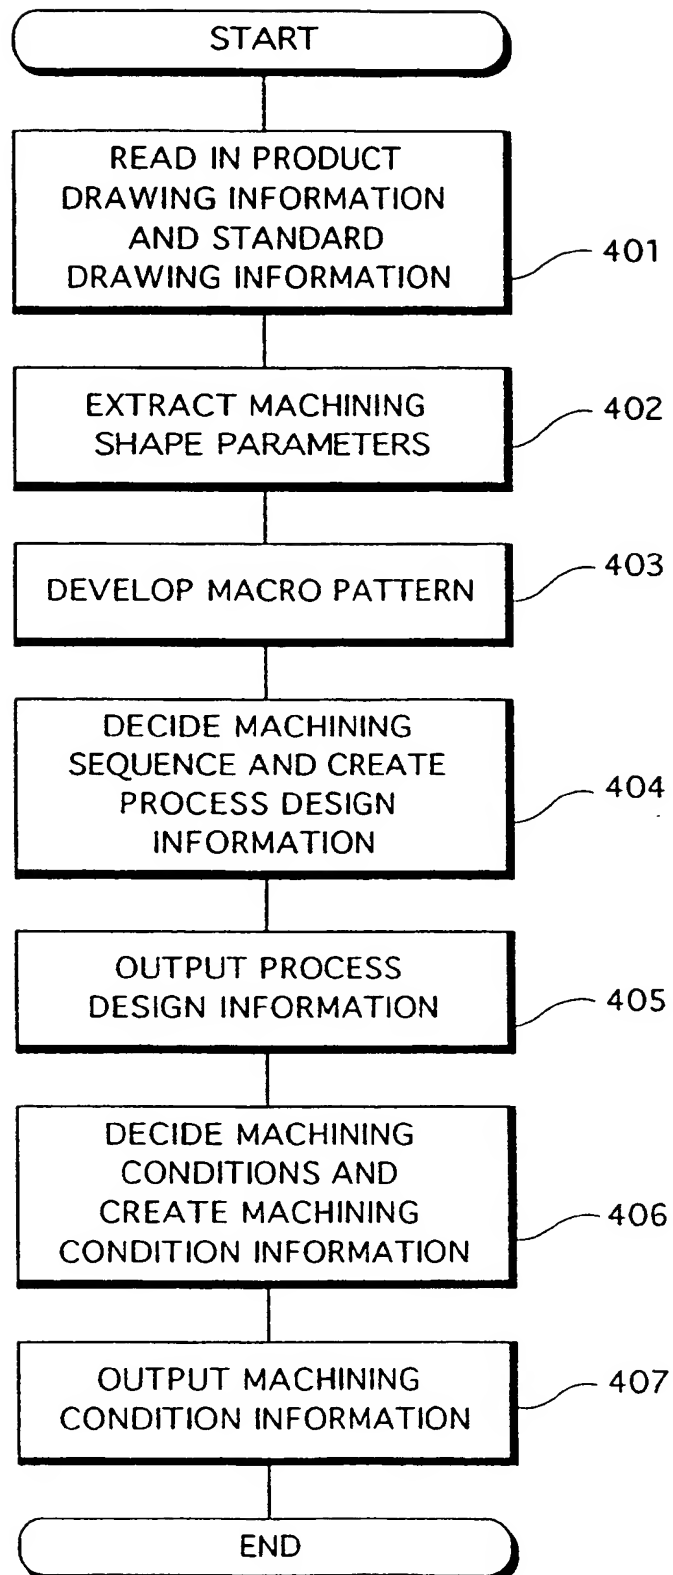 START
READ IN PRODUCT
DRAWING INFORMATION
AND STANDARD
DRAWING INFORMATION
401
EXTRACT MACHINING
SHAPE PARAMETERS
402
DEVELOP MACRO PATTERN
403
DECIDE MACHINING
SEQUENCE AND CREATE
PROCESS DESIGN
INFORMATION
404
OUTPUT PROCESS
DESIGN INFORMATION
405
DECIDE MACHINING
CONDITIONS AND
CREATE MACHINING
CONDITION INFORMATION
406
OUTPUT MACHINING
CONDITION INFORMATION
407
END